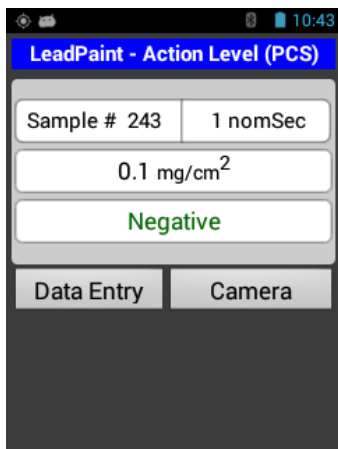 10:43
LeadPaint - Action Level (PCS)
Sample # 243 1 nomSec
0.1 mg/cm²
Negative
Data Entry Camera